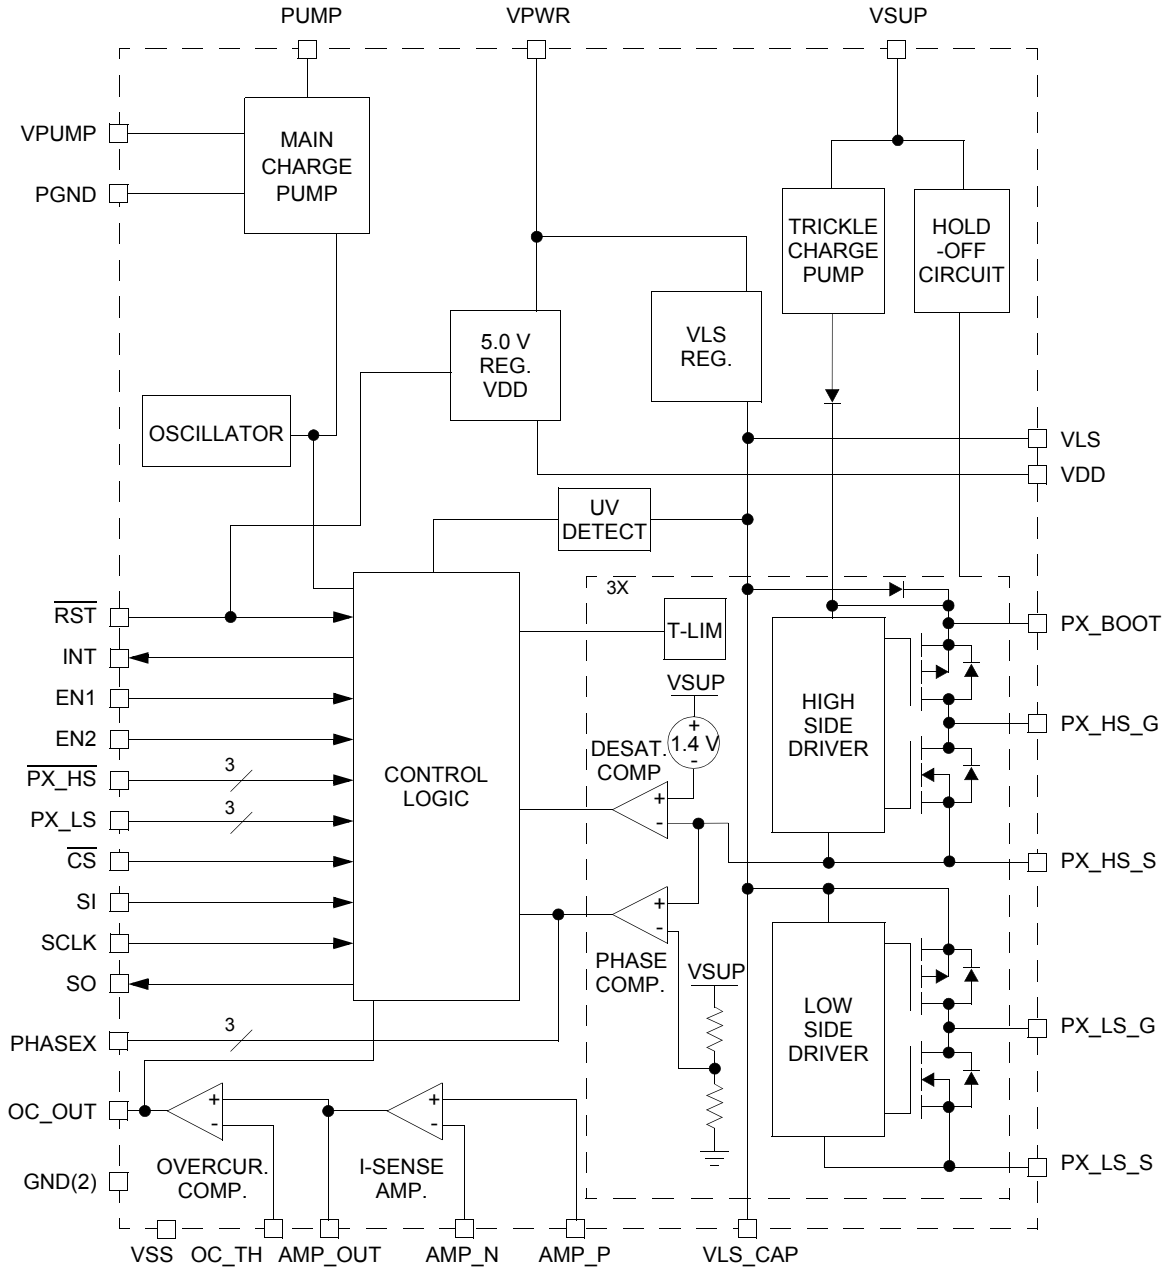 PUMP
VPWR
VSUP
VPUMP
PGND
MAIN
CHARGE
PUMP
TRICKLE
CHARGE
PUMP
HOLD
-OFF
CIRCUIT
5.0 V
REG.
VDD
VLS
REG.
OSCILLATOR
VLS
VDD
UV
DETECT
3X
RST
INT
EN1
EN2
PX_HS
3
PX_LS
3
CS
SI
SCLK
SO
PHASEX
3
CONTROL
LOGIC
T-LIM
VSUP
+
1.4 V
-
DESAT.
COMP
+
-
+
-
PHASE
COMP.
VSUP
HIGH
SIDE
DRIVER
LOW
SIDE
DRIVER
PX_BOOT
PX_HS_G
PX_HS_S
PX_LS_G
PX_LS_S
OC_OUT
+
-
OVERCUR.
COMP.
+
-
I-SENSE
AMP.
GND(2)
VSS
OC_TH
AMP_OUT
AMP_N
AMP_P
VLS_CAP